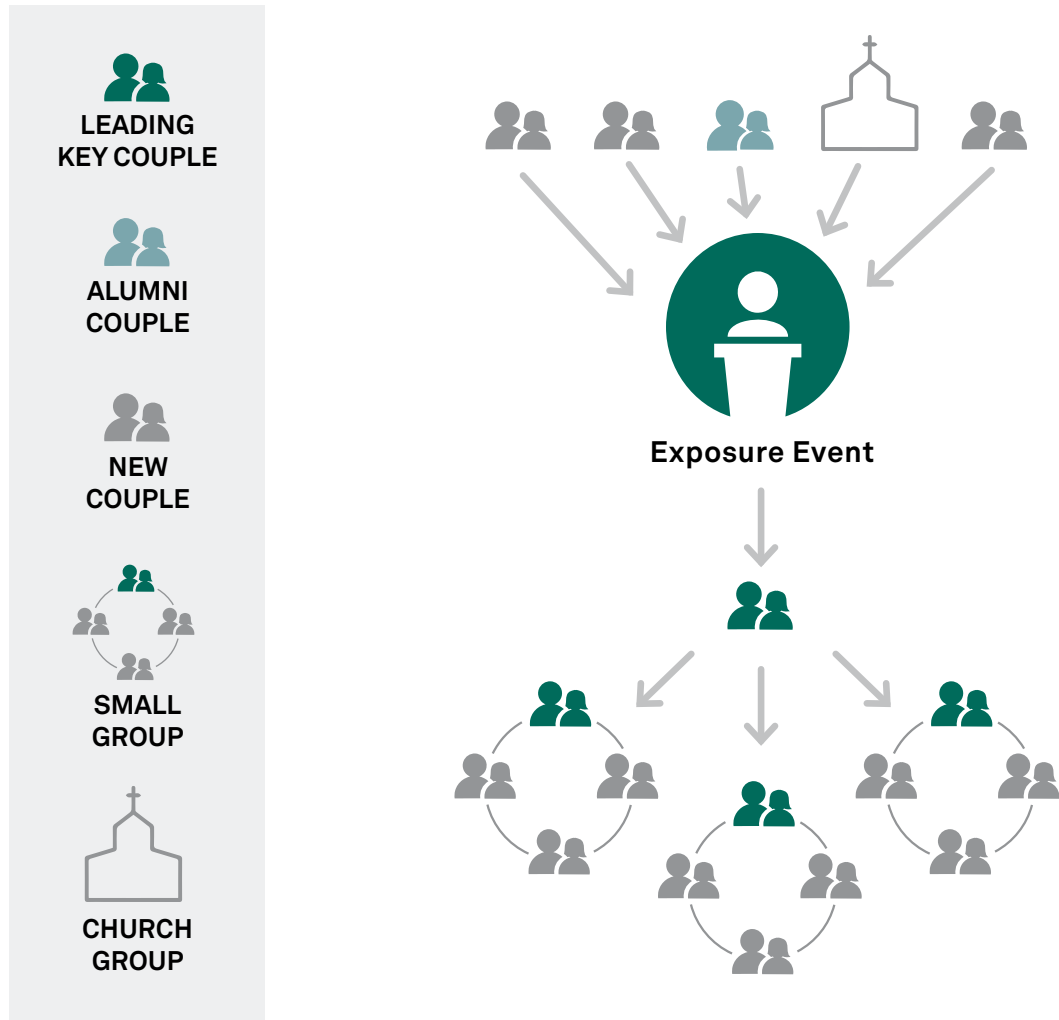 LEADING
KEY COUPLE
ALUMNI
COUPLE
NEW
COUPLE
SMALL
GROUP
CHURCH
GROUP
Exposure Event